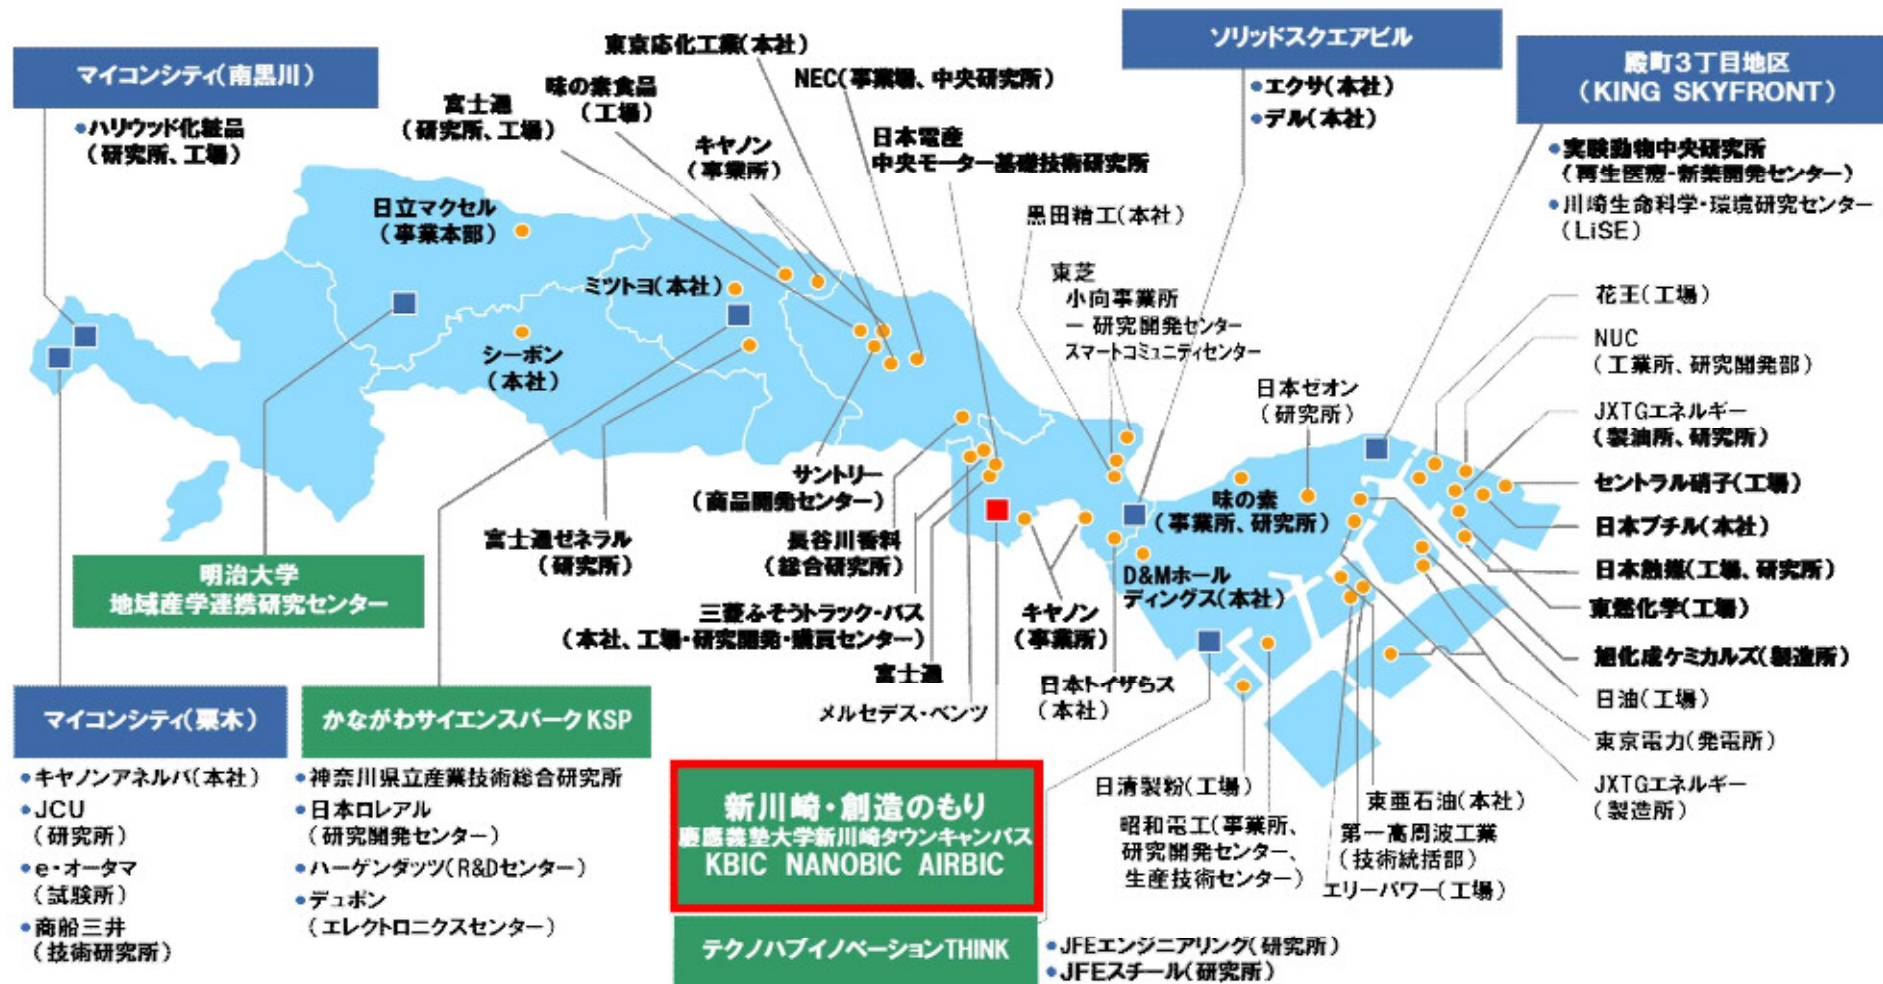 マイコンシティ(南黒川)
•ハリウッド化粧品
(研究所、工場)
東京応化工業(本社)
味の素食品
(工場)
富士通
(研究所、工場)
NEC(事業場、中央研究所)
キヤノン
(事業所)
日本電産
中央モーター基礎技術研究所
ソリッドスクエアビル
•エクサ(本社)
•デル(本社)
殿町3丁目地区
(KING SKYFRONT)
•実験動物中央研究所
(再生医療・新薬開発センター)
•川崎生命科学・環境研究センター
(LiSE)
日立マクセル
(事業本部)
ミツトヨ(本社)
シーボン
(本社)
黒田精工(本社)
東芝
小向事業所
ー 研究開発センター
スマートコミュニティセンター
日本ゼオン
(研究所)
花王(工場)
NUC
(工業所、研究開発部)
JXTGエネルギー
(製油所、研究所)
セントラル硝子(工場)
日本ブチル(本社)
日本触媒(工場、研究所)
東燃化学(工場)
旭化成ケミカルズ(製造所)
日油(工場)
東京電力(発電所)
JXTGエネルギー
(製造所)
サントリー
(商品開発センター)
富士通ゼネラル
(研究所)
長谷川香料
(総合研究所)
味の素
(事業所、研究所)
D&Mホール
ディングス(本社)
明治大学
地域産学連携研究センター
三菱ふそうトラック・バス
(本社、工場・研究開発・購買センター)
富士通
メルセデス・ベンツ
キヤノン
(事業所)
日本トイザらス
(本社)
マイコンシティ(栗木)
•キヤノンアネルバ(本社)
•JCU
(研究所)
•e・オータマ
(試験所)
•商船三井
(技術研究所)
かながわサイエンスパークKSP
•神奈川県立産業技術総合研究所
•日本ロレアル
(研究開発センター)
•ハーゲンダッツ(R&Dセンター)
•デュポン
(エレクトロニクスセンター)
新川崎・創造のもり
慶應義塾大学新川崎タウンキャンパス
KBIC NANOBIC AIRBIC
テクノハブイノベーションTHINK
•JFEエンジニアリング(研究所)
•JFEスチール(研究所)
日清製粉(工場)
昭和電工(事業所、
研究開発センター、
生産技術センター)
東亜石油(本社)
第一高周波工業
(技術統括部)
エリーパワー(工場)